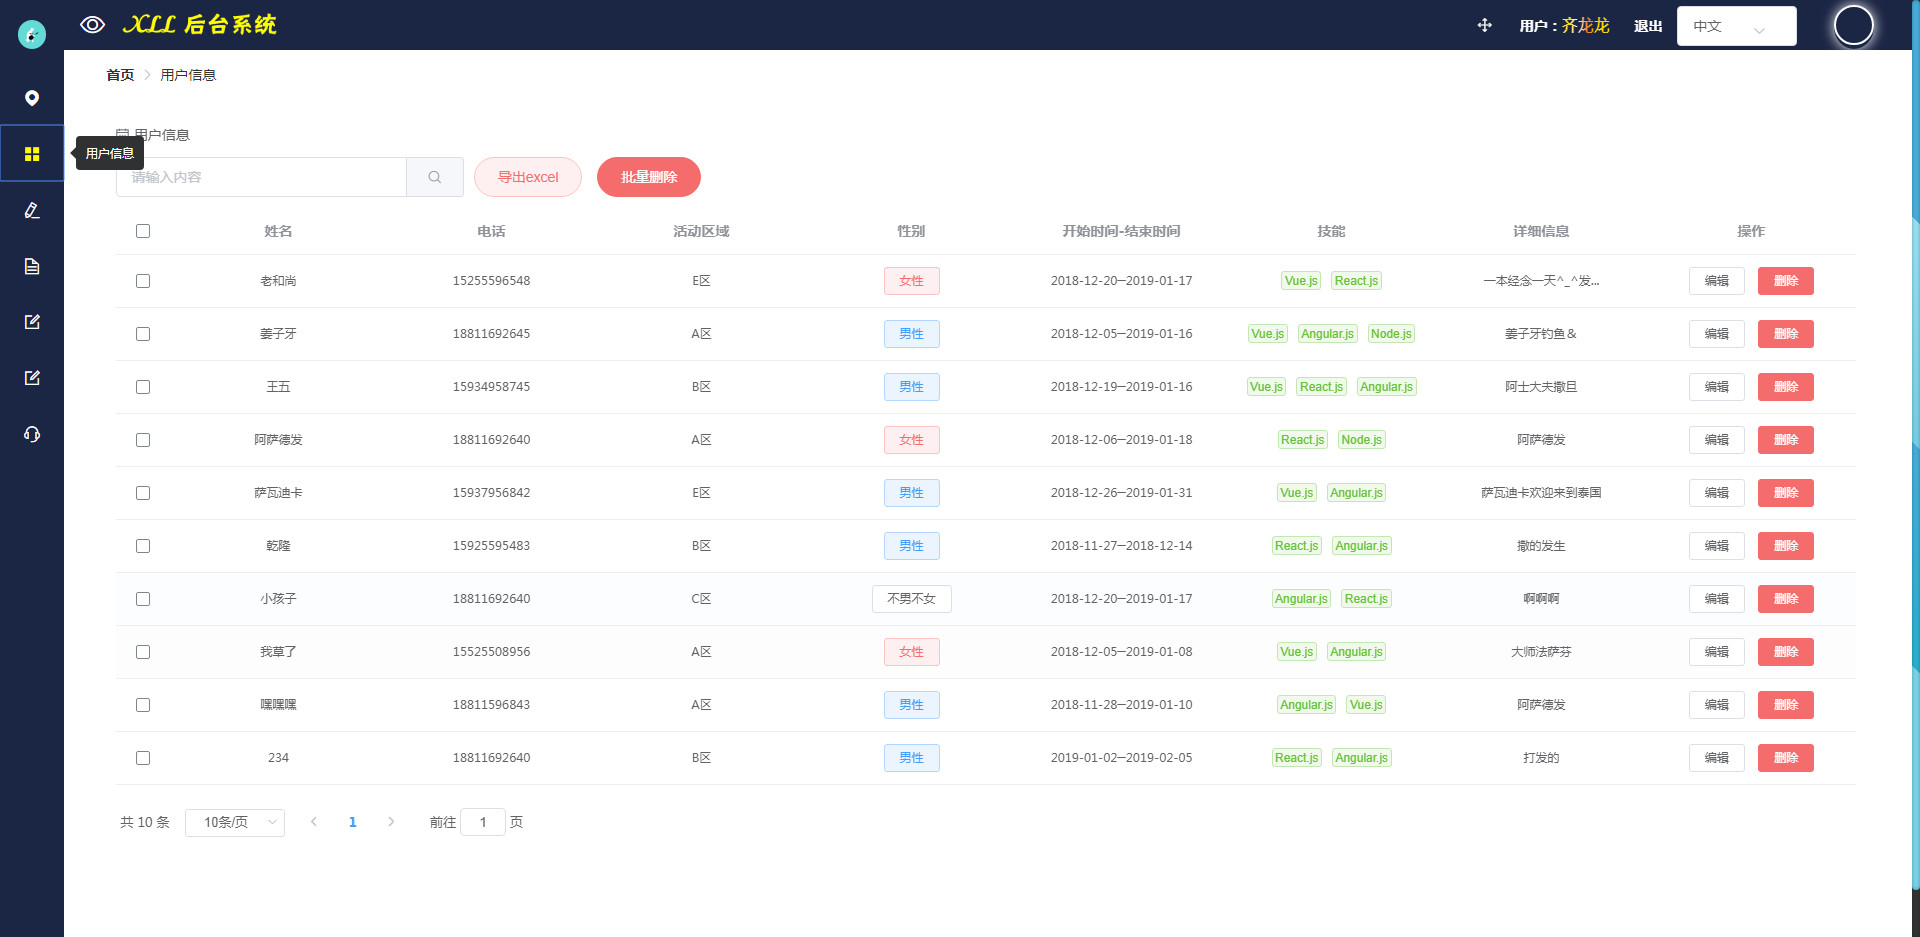 XLL 后台系统
用户：齐龙龙
退出
中文
首页 > 用户信息
用户信息
用户信息
请输入内容
导出excel
批量删除
姓名 电话 活动区域 性别 开始时间-结束时间 技能 详细信息 操作
老和尚 15255596548 E区 女性 2018-12-20—2019-01-17 Vue.js React.js 一本经念一天^_^发... 编辑 删除
姜子牙 18811692645 A区 男性 2018-12-05—2019-01-16 Vue.js Angular.js Node.js 姜子牙钓鱼& 编辑 删除
王五 15934958745 B区 男性 2018-12-19—2019-01-16 Vue.js React.js Angular.js 阿士大夫撒旦 编辑 删除
阿萨德发 18811692640 A区 女性 2018-12-06—2019-01-18 React.js Node.js 阿萨德发 编辑 删除
萨瓦迪卡 15937956842 E区 男性 2018-12-26—2019-01-31 Vue.js Angular.js 萨瓦迪卡欢迎来到泰国 编辑 删除
乾隆 15925595483 B区 男性 2018-11-27—2018-12-14 React.js Angular.js 撒的发生 编辑 删除
小孩子 18811692640 C区 不男不女 2018-12-20—2019-01-17 Angular.js React.js 啊啊啊 编辑 删除
我草了 15525508956 A区 女性 2018-12-05—2019-01-08 Vue.js Angular.js 大师法萨芬 编辑 删除
嘿嘿嘿 18811596843 A区 男性 2018-11-28—2019-01-10 Angular.js Vue.js 阿萨德发 编辑 删除
234 18811692640 B区 男性 2019-01-02—2019-02-05 React.js Angular.js 打发的 编辑 删除
共 10 条 10条/页 < 1 > 前往 1 页